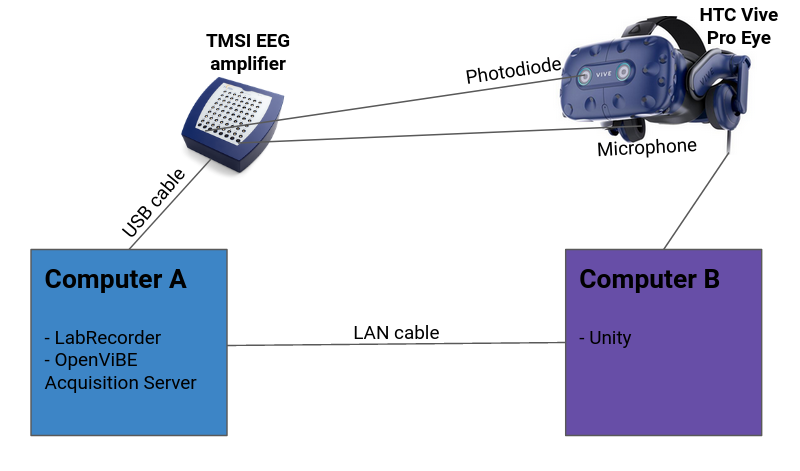 HTC Vive
Pro Eye
TMSI EEG
amplifier
Photodiode
VIVE
VIVE
Microphone
USB cable
Computer A
- LabRecorder
- OpenViBE
Acquisition Server
LAN cable
Computer B
- Unity